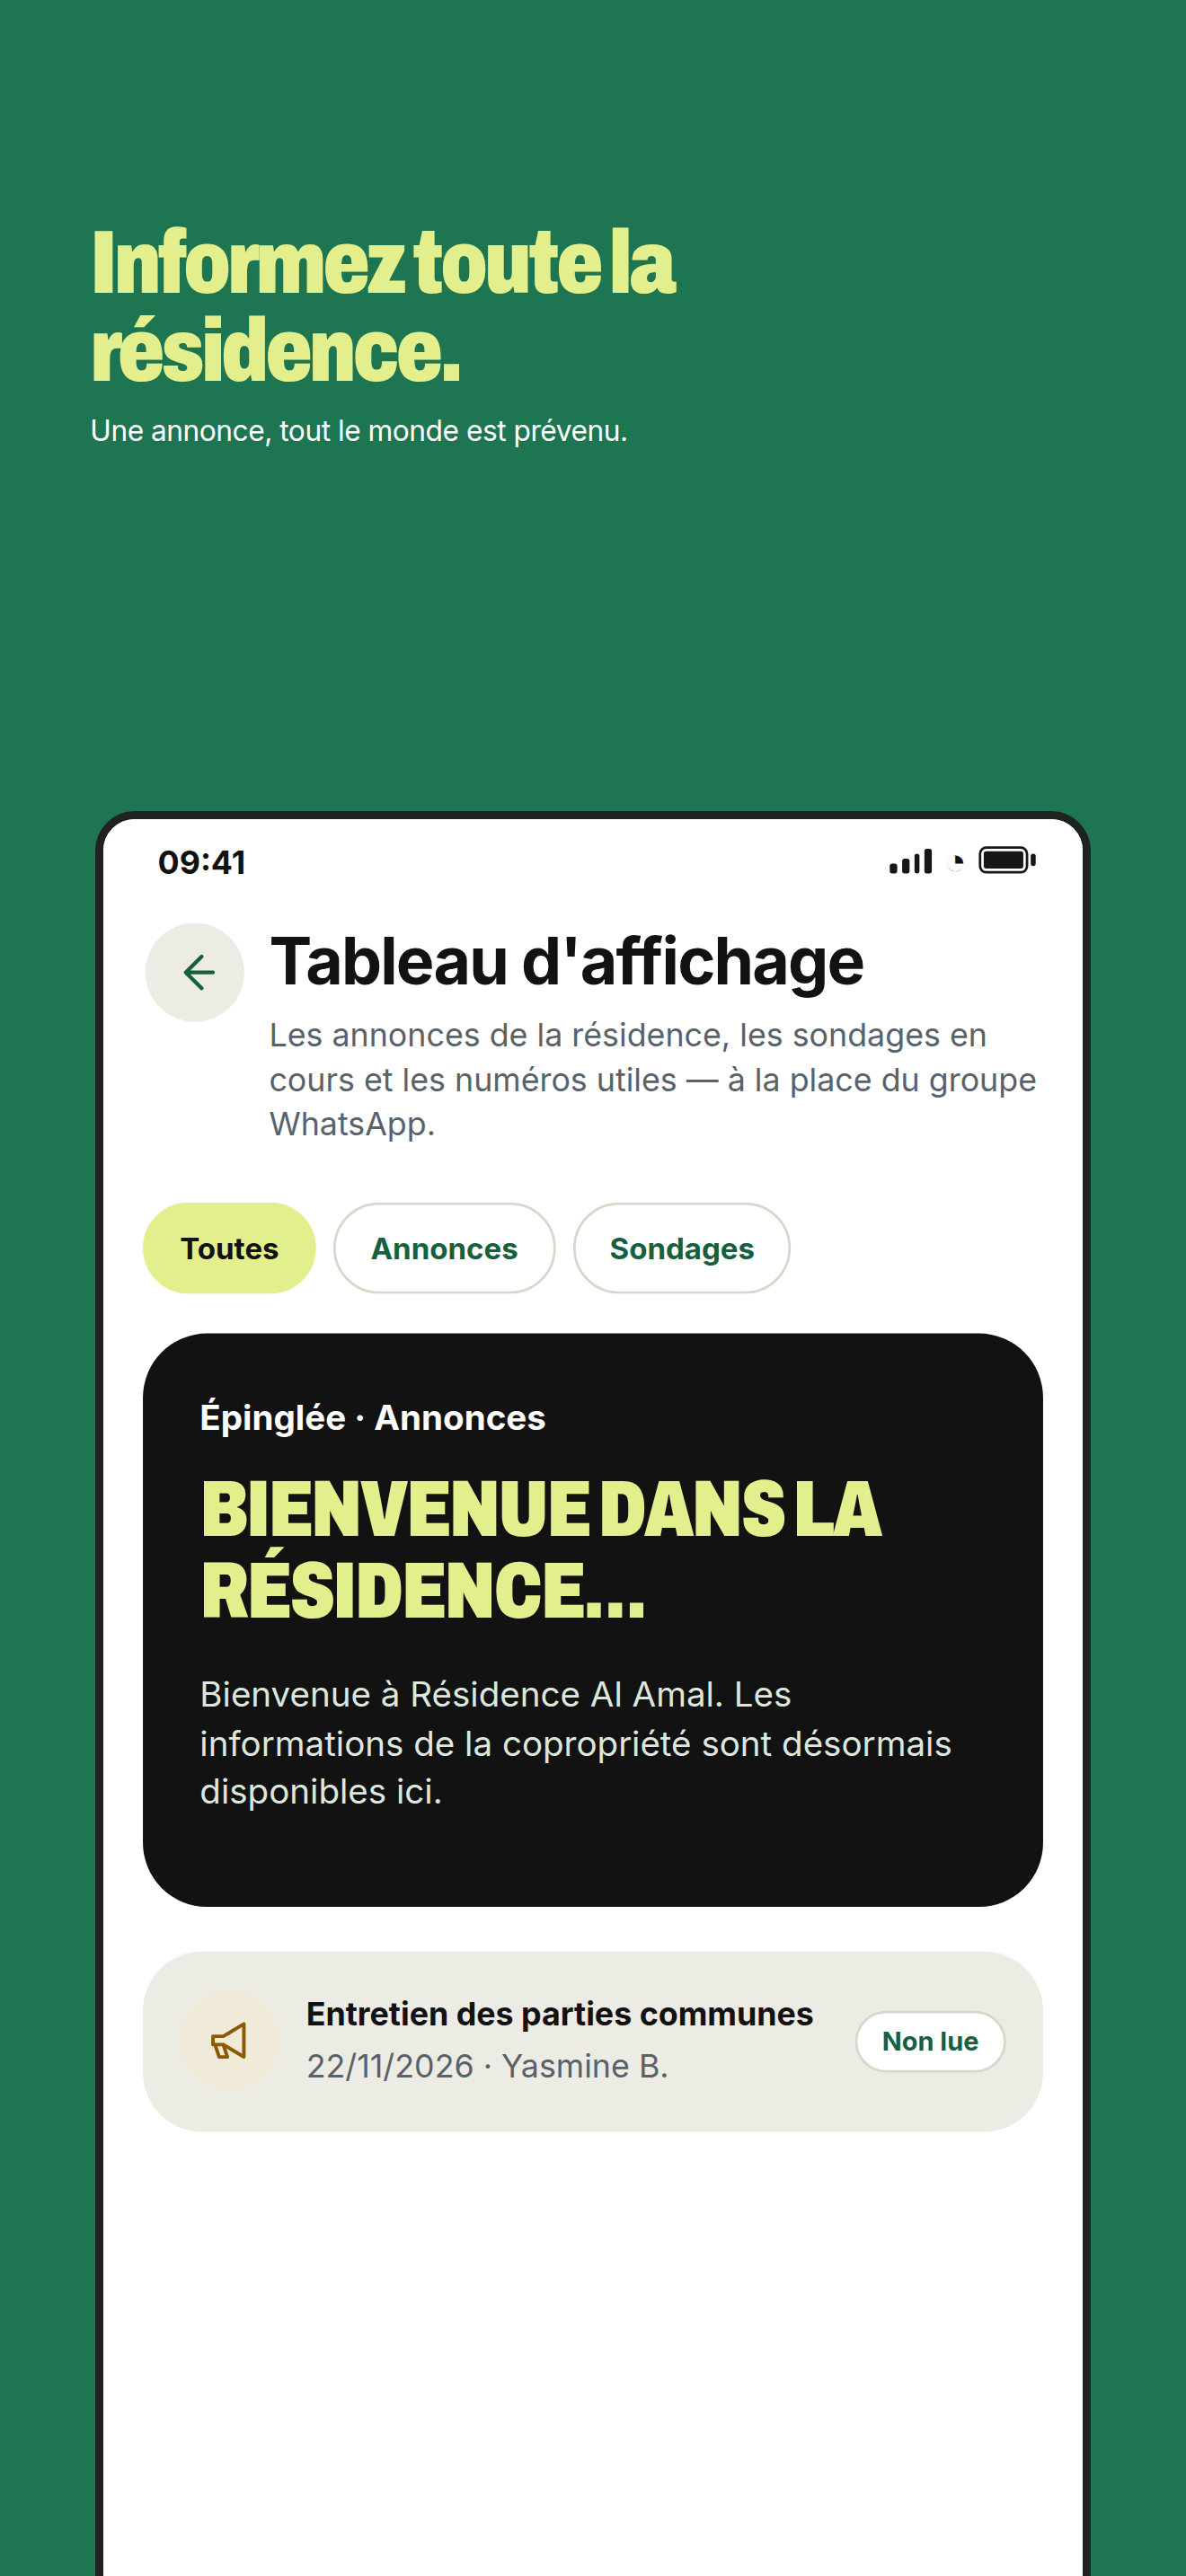 Informez toute la
résidence.
Une annonce, tout le monde est prévenu.
09:41
Tableau d'affichage
Les annonces de la résidence, les sondages en
cours et les numéros utiles — à la place du groupe
WhatsApp.
Toutes
Annonces
Sondages
Épinglée · Annonces
BIENVENUE DANS LA
RÉSIDENCE…
Bienvenue à Résidence Al Amal. Les
informations de la copropriété sont désormais
disponibles ici.
Entretien des parties communes
22/11/2026 · Yasmine B.
Non lue